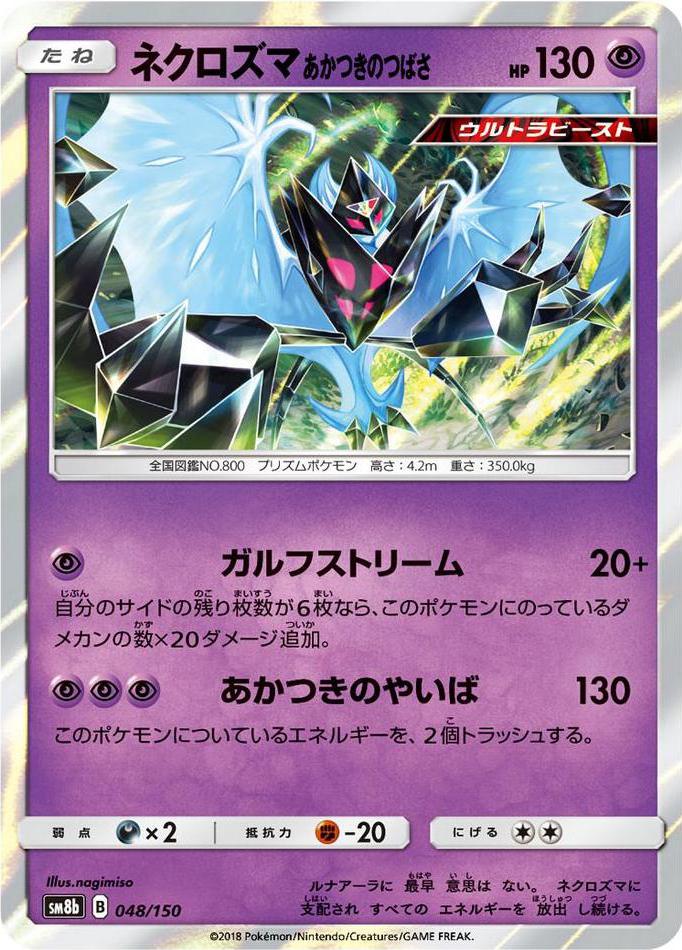 たね ネクロズマ あかつきのつばさ HP 130
ウルトラビースト
全国図鑑NO.800 プリズムポケモン 高さ：4.2m 重さ：350.0kg
ガルフストリーム 20+
自分のサイドの残り枚数が6枚なら、このポケモンにのっているダ
メカンの数×20ダメージ追加。
あかつきのやいば 130
このポケモンについているエネルギーを、2個トラッシュする。
弱点 ×2 抵抗力 -20 にげる
Illus.nagimiso
sm8b B 048/150
ルナアーラに 最早 意思は ない。 ネクロズマに
支配され すべての エネルギーを 放出 し続ける。
©2018 Pokémon/Nintendo/Creatures/GAME FREAK.